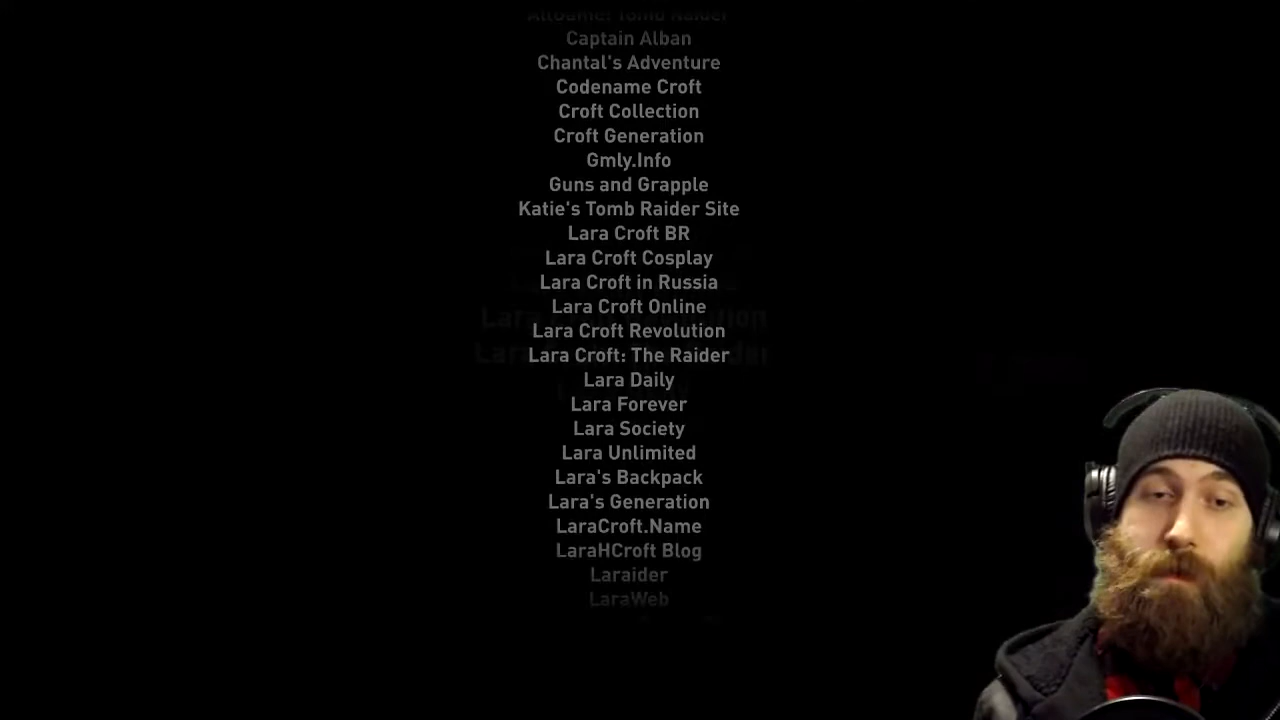 Captain Alban
Chantal's Adventure
Codename Croft
Croft Collection
Croft Generation
Gmly.Info
Guns and Grapple
Katie's Tomb Raider Site
Lara Croft BR
Lara Croft Cosplay
Lara Croft in Russia
Lara Croft Online
Lara Croft Revolution
Lara Croft: The Raider
Lara Daily
Lara Forever
Lara Society
Lara Unlimited
Lara's Backpack
Lara's Generation
LaraCroft.Name
LaraHCroft Blog
Laraider
LaraWeb